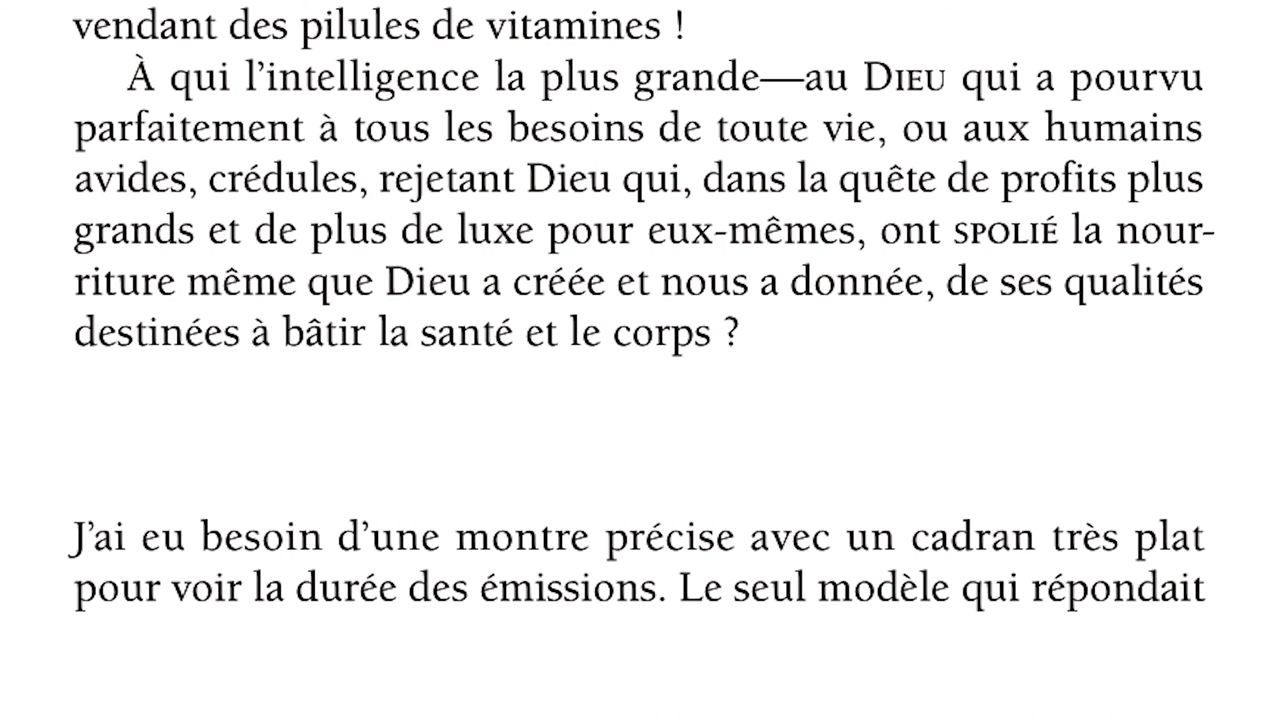 vendant des pilules de vitamines !
À qui l’intelligence la plus grande—au DIEU qui a pourvu
parfaitement à tous les besoins de toute vie, ou aux humains
avides, crédules, rejetant Dieu qui, dans la quête de profits plus
grands et de plus de luxe pour eux-mêmes, ont SPOLIÉ la nour-
riture même que Dieu a créée et nous a donnée, de ses qualités
destinées à bâtir la santé et le corps ?
J’ai eu besoin d’une montre précise avec un cadran très plat
pour voir la durée des émissions. Le seul modèle qui répondait